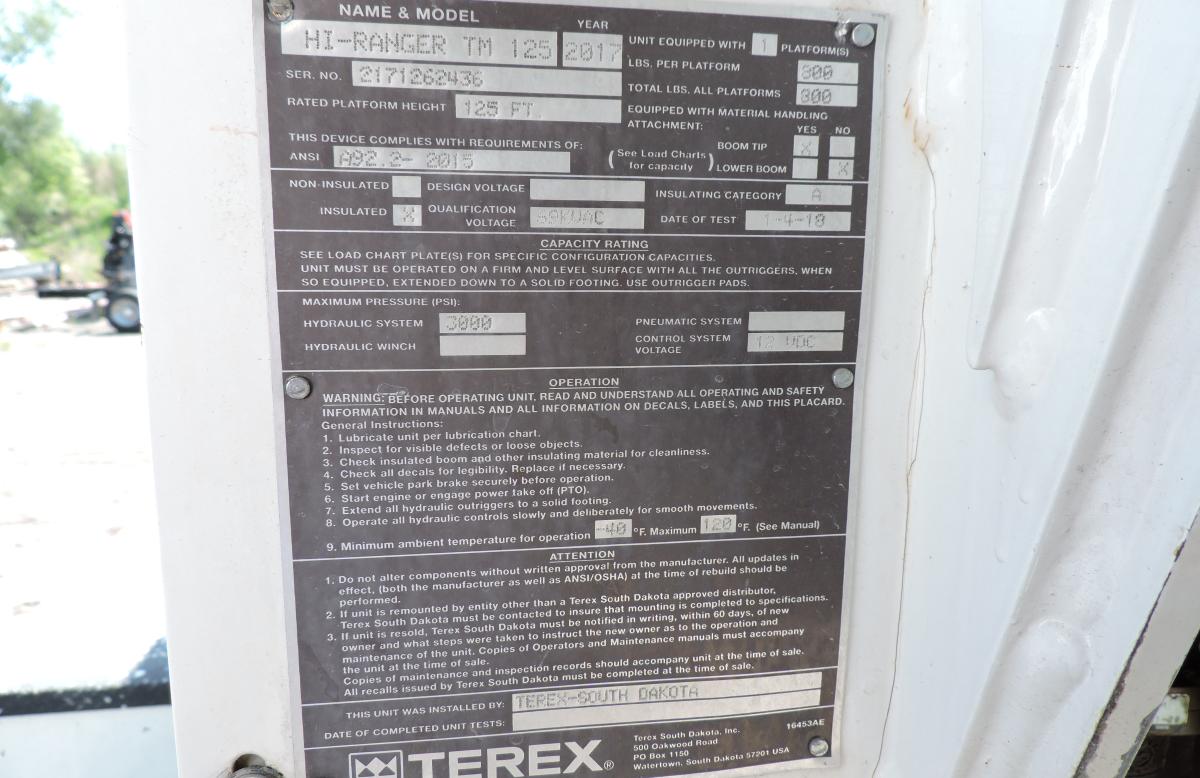 NAME & MODEL YEAR
HI-RANGER TM 125 2017
UNIT EQUIPPED WITH 1 PLATFORM(S)
SER. NO. 2171262436
LBS. PER PLATFORM 800
TOTAL LBS. ALL PLATFORMS 800
RATED PLATFORM HEIGHT 125 FT.
EQUIPPED WITH MATERIAL HANDLING
ATTACHMENT: YES NO
THIS DEVICE COMPLIES WITH REQUIREMENTS OF:
ANSI A92.2- 2015
(See Load Charts for capacity)
BOOM TIP X
LOWER BOOM X
NON-INSULATED DESIGN VOLTAGE INSULATING CATEGORY A
INSULATED X QUALIFICATION VOLTAGE 69KVAC DATE OF TEST 1-4-18
CAPACITY RATING
SEE LOAD CHART PLATE(S) FOR SPECIFIC CONFIGURATION CAPACITIES.
UNIT MUST BE OPERATED ON A FIRM AND LEVEL SURFACE WITH ALL THE OUTRIGGERS, WHEN
SO EQUIPPED, EXTENDED DOWN TO A SOLID FOOTING. USE OUTRIGGER PADS.
MAXIMUM PRESSURE (PSI):
HYDRAULIC SYSTEM 3000 PNEUMATIC SYSTEM
HYDRAULIC WINCH CONTROL SYSTEM VOLTAGE 12 VDC
OPERATION
WARNING: BEFORE OPERATING UNIT, READ AND UNDERSTAND ALL OPERATING AND SAFETY
INFORMATION IN MANUALS AND ALL INFORMATION ON DECALS, LABELS, AND THIS PLACARD.
General Instructions:
1. Lubricate unit per lubrication chart.
2. Inspect for visible defects or loose objects.
3. Check insulated boom and other insulating material for cleanliness.
4. Check all decals for legibility. Replace if necessary.
5. Set vehicle park brake securely before operation.
6. Start engine or engage power take off (PTO).
7. Extend all hydraulic outriggers to a solid footing.
8. Operate all hydraulic controls slowly and deliberately for smooth movements.
9. Minimum ambient temperature for operation -40 °F. Maximum 120 °F. (See Manual)
ATTENTION
1. Do not alter components without written approval from the manufacturer. All updates in
effect, (both the manufacturer as well as ANSI/OSHA) at the time of rebuild should be
performed.
2. If unit is remounted by entity other than a Terex South Dakota approved distributor,
Terex South Dakota must be contacted to insure that mounting is completed to specifications.
3. If unit is resold, Terex South Dakota must be notified in writing, within 60 days, of new
owner and what steps were taken to instruct the new owner as to the operation and
maintenance of the unit. Copies of Operators and Maintenance manuals must accompany
the unit at the time of sale.
Copies of maintenance and inspection records should accompany unit at the time of sale.
All recalls issued by Terex South Dakota must be completed at the time of sale.
THIS UNIT WAS INSTALLED BY: TEREX-SOUTH DAKOTA
DATE OF COMPLETED UNIT TESTS:
TEREX®
Terex South Dakota, Inc. 16453AE
500 Oakwood Road
PO Box 1150
Watertown, South Dakota 57201 USA